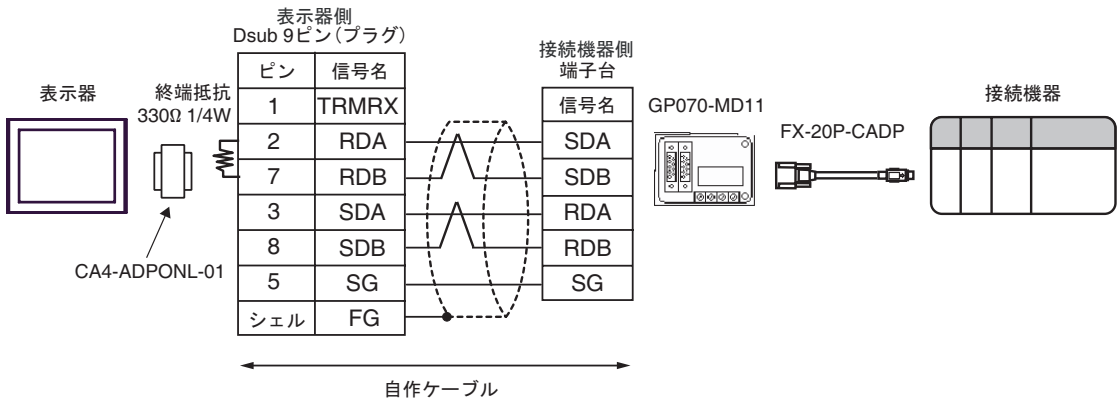 表示器側
Dsub 9ピン(プラグ)
接続機器側
端子台
表示器
終端抵抗
330Ω 1/4W
ピン 信号名
1 TRMRX
2 RDA
7 RDB
3 SDA
8 SDB
5 SG
シェル FG
信号名
SDA
SDB
RDA
RDB
SG
GP070-MD11
FX-20P-CADP
接続機器
CA4-ADPONL-01
自作ケーブル